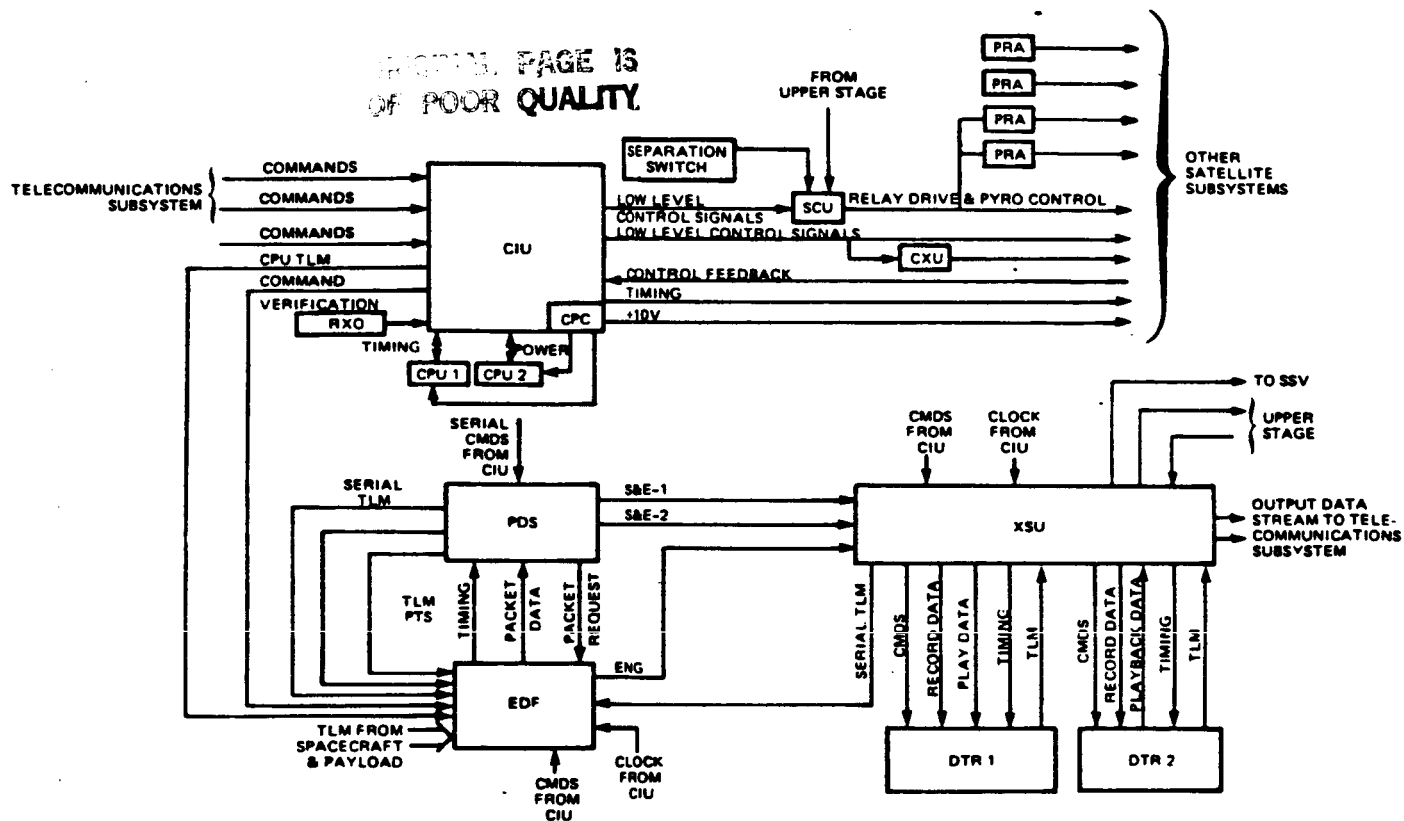 PAGE IS
OF POOR QUALITY
FROM
UPPER STAGE
PRA
PRA
PRA
PRA
OTHER
SATELLITE
SUBSYSTEMS
SEPARATION
SWITCH
TELECOMMUNICATIONS
SUBSYSTEM
COMMANDS
COMMANDS
COMMANDS
CPU TLM
COMMAND
VERIFICATION
RXO
TIMING
CIU
CPC
CPU 1
CPU 2
POWER
LOW LEVEL
CONTROL SIGNALS
SCU
RELAY DRIVE & PYRO CONTROL
LOW LEVEL CONTROL SIGNALS
CXU
CONTROL FEEDBACK
TIMING
+10V
TO SSV
UPPER
STAGE
SERIAL
CMDS
FROM
CIU
CMDS
FROM
CIU
CLOCK
FROM
CIU
SERIAL
TLM
PDS
S&E-1
S&E-2
XSU
OUTPUT DATA
STREAM TO TELE-
COMMUNICATIONS
SUBSYSTEM
TLM
PTS
TIMING
PACKET
DATA
PACKET
REQUEST
ENG
SERIAL TLM
CMDS
RECORD DATA
PLAY DATA
TIMING
TLM
CMDS
RECORD DATA
PLAYBACK DATA
TIMING
TLM
EDF
DTR 1
DTR 2
TLM FROM
SPACECRAFT
& PAYLOAD
CMDS
FROM
CIU
CLOCK
FROM
CIU